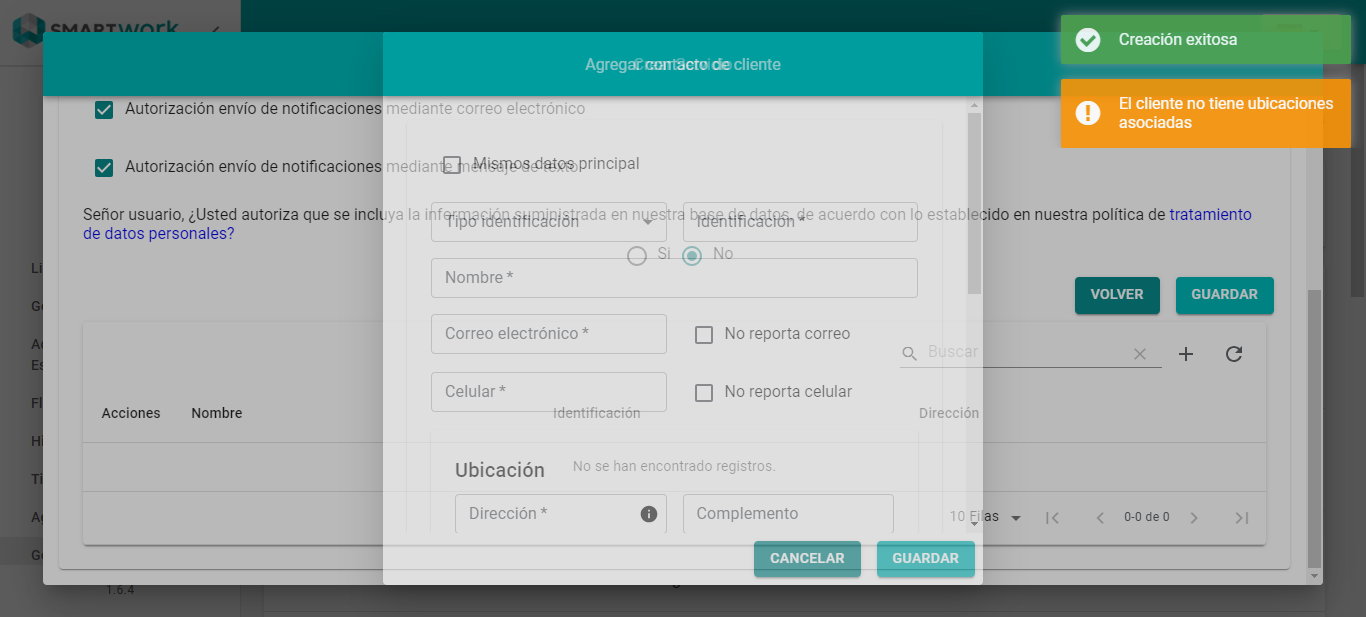 SMARTWORK
Creación exitosa
Agregar contacto de cliente
Crear Servicio
El cliente no tiene ubicaciones
asociadas
Autorización envío de notificaciones mediante correo electrónico
Mismos datos principal
Autorización envío de notificaciones mediante mensaje de texto
Señor usuario, ¿Usted autoriza que se incluya la información suministrada en nuestra base de datos, de acuerdo con lo establecido en nuestra política de tratamiento
de datos personales?
Tipo identificación
Identificación *
Si
No
Nombre *
VOLVER
GUARDAR
Correo electrónico *
No reporta correo
Buscar
Celular *
No reporta celular
Acciones
Nombre
Identificación
Dirección
Ubicación
No se han encontrado registros.
Dirección *
Complemento
10 Filas
0-0 de 0
CANCELAR
GUARDAR
1.6.4